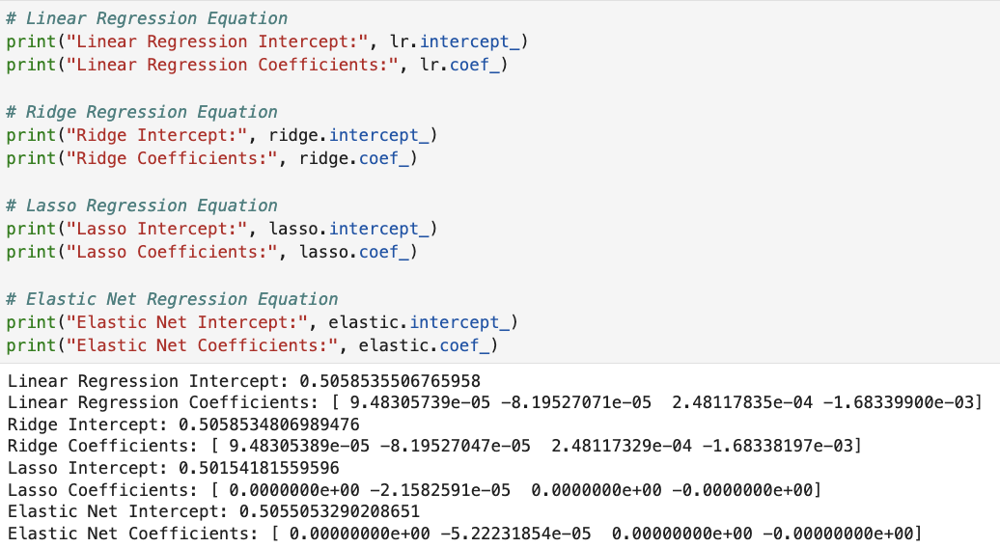 # Linear Regression Equation
print("Linear Regression Intercept:", lr.intercept_)
print("Linear Regression Coefficients:", lr.coef_)
# Ridge Regression Equation
print("Ridge Intercept:", ridge.intercept_)
print("Ridge Coefficients:", ridge.coef_)
# Lasso Regression Equation
print("Lasso Intercept:", lasso.intercept_)
print("Lasso Coefficients:", lasso.coef_)
# Elastic Net Regression Equation
print("Elastic Net Intercept:", elastic.intercept_)
print("Elastic Net Coefficients:", elastic.coef_)
Linear Regression Intercept: 0.5058535506765958
Linear Regression Coefficients: [ 9.48305739e-05 -8.19527071e-05  2.48117835e-04 -1.68339900e-03]
Ridge Intercept: 0.5058534806989476
Ridge Coefficients: [ 9.48305389e-05 -8.19527047e-05  2.48117329e-04 -1.68338197e-03]
Lasso Intercept: 0.50154181559596
Lasso Coefficients: [ 0.0000000e+00 -2.1582591e-05  0.0000000e+00 -0.0000000e+00]
Elastic Net Intercept: 0.5055053290208651
Elastic Net Coefficients: [ 0.00000000e+00 -5.22231854e-05  0.00000000e+00 -0.00000000e+00]